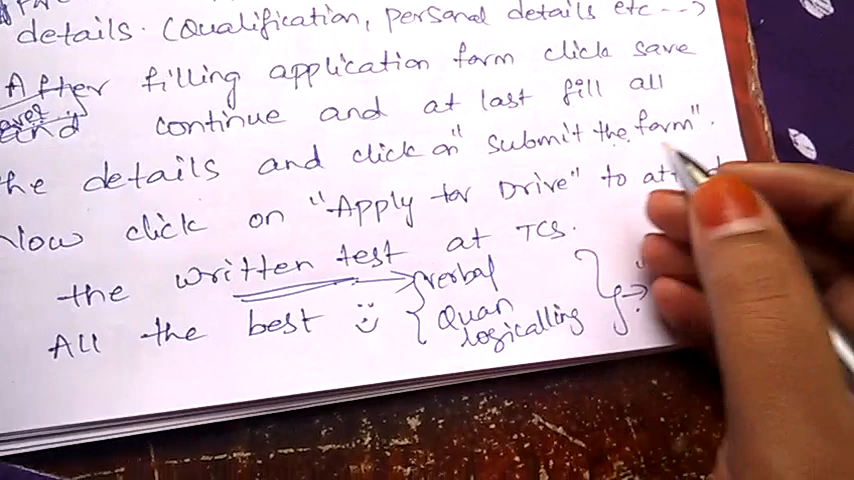 details. (Qualification, personal details etc --->
After filling application form click save
and continue and at last fill all
the details and click on "submit the form".
Now click on "Apply for Drive" to
the written test at TCS.
All the best
verbal
Quan
logicalling